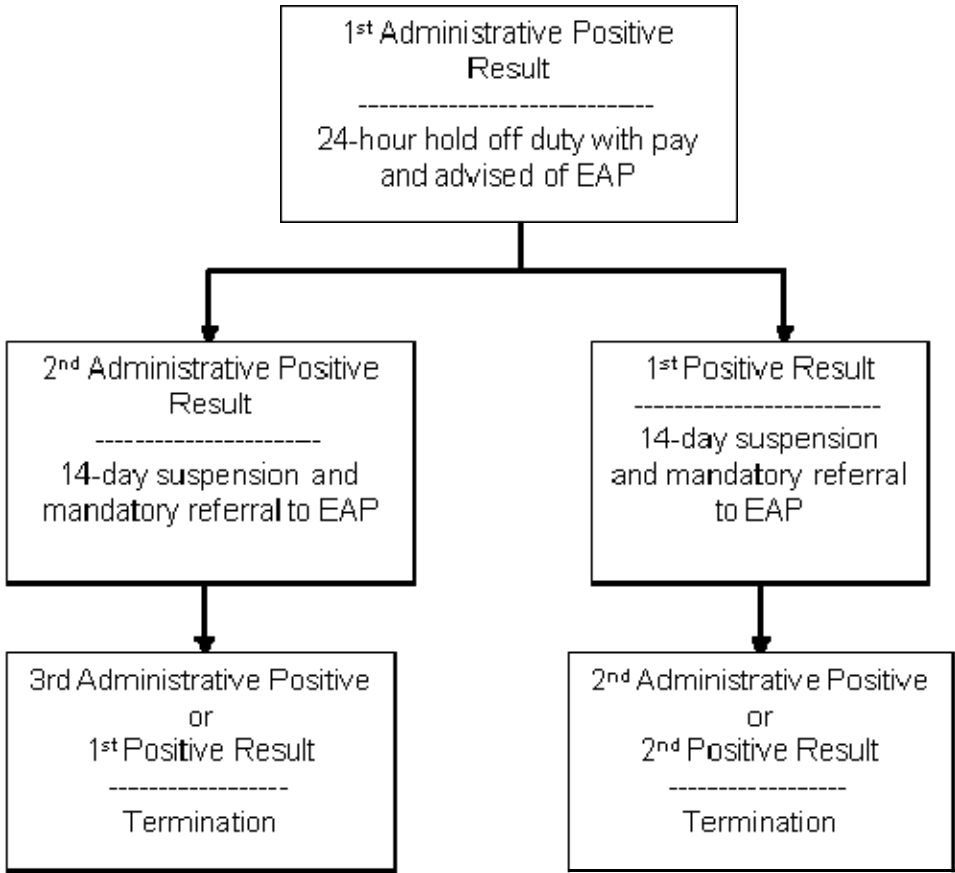 1st Administrative Positive
Result
------------------------------
24-hour hold off duty with pay
and advised of EAP
2nd Administrative Positive
Result
-----------------------
14-day suspension and
mandatory referral to EAP
1st Positive Result
-------------------------
14-day suspension
and mandatory referral
to EAP
3rd Administrative Positive
or
1st Positive Result
------------------
Termination
2nd Administrative Positive
or
2nd Positive Result
------------------
Termination